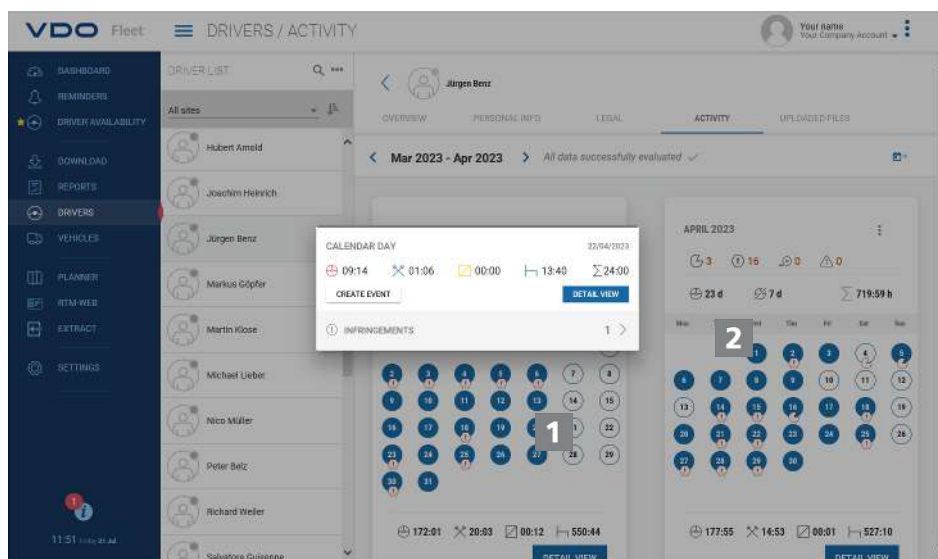 VDO Fleet
DRIVERS / ACTIVITY
Your name
Your Company Account
DASHBOARD
REMINDERS
DRIVER AVAILABILITY
DOWNLOAD
REPORTS
DRIVERS
VEHICLES
PLANNER
RTM-WEB
EXTRACT
SETTINGS
1
11:51
DRIVER LIST
All sites
Hubert Arnold
Joachim Heinrich
Jürgen Benz
Markus Göpfer
Martin Klose
Michael Lieber
Nico Müller
Peter Belz
Richard Weller
Salvatore Guisenne
Jürgen Benz
OVERVIEW PERSONAL INFO LEGAL ACTIVITY UPLOADED FILES
Mar 2023 - Apr 2023 All data successfully evaluated
CALENDAR DAY 22/04/2023
09:14 01:06 00:00 13:40 ∑24:00
CREATE EVENT DETAIL VIEW
INFRINGEMENTS 1
2 3 4 5 6 7 8
9 10 11 12 13 14 15
16 17 18 19 22
23 24 25 26 27 28 29
30 31
1
172:01 20:03 00:12 550:44
DETAIL VIEW
APRIL 2023
3 16 0 0
23 d 7 d ∑ 719:59 h
Mon Thu Fri Sat Sun
2
1 2 3 4 5
6 7 8 9 10 11 12
13 14 15 16 17 18 19
20 21 22 23 24 25 26
27 28 29 30
177:55 14:53 00:01 527:10
DETAIL VIEW